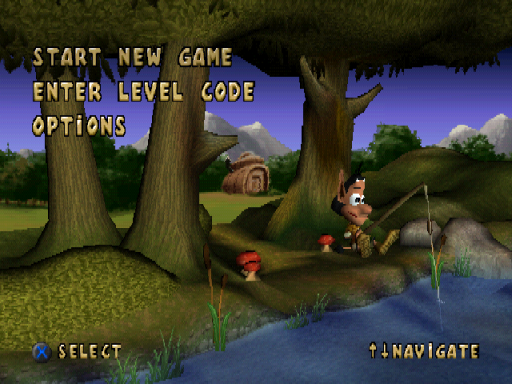 START NEW GAME
ENTER LEVEL CODE
OPTIONS
X SELECT
↑↓NAVIGATE